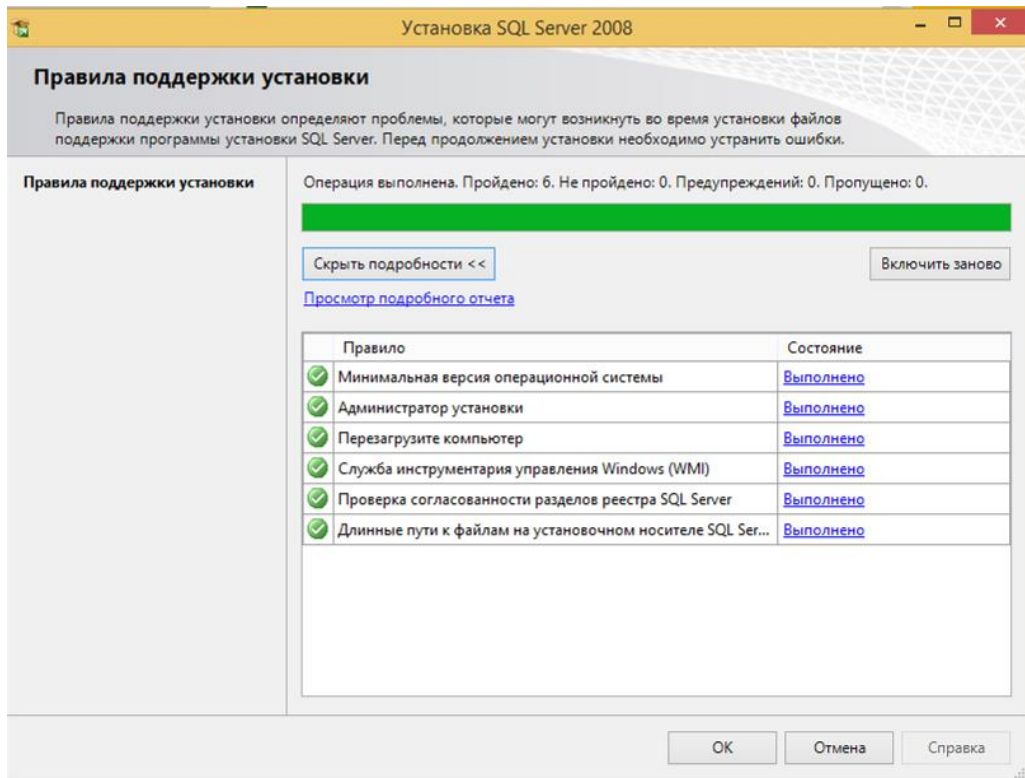 Установка SQL Server 2008
Правила поддержки установки
Правила поддержки установки определяют проблемы, которые могут возникнуть во время установки файлов
поддержки программы установки SQL Server. Перед продолжением установки необходимо устранить ошибки.
Правила поддержки установки
Операция выполнена. Пройдено: 6. Не пройдено: 0. Предупреждений: 0. Пропущено: 0.
Скрыть подробности <<
Включить заново
Просмотр подробного отчета
Правило Состояние
Минимальная версия операционной системы Выполнено
Администратор установки Выполнено
Перезагрузите компьютер Выполнено
Служба инструментария управления Windows (WMI) Выполнено
Проверка согласованности разделов реестра SQL Server Выполнено
Длинные пути к файлам на установочном носителе SQL Ser... Выполнено
ОК Отмена Справка